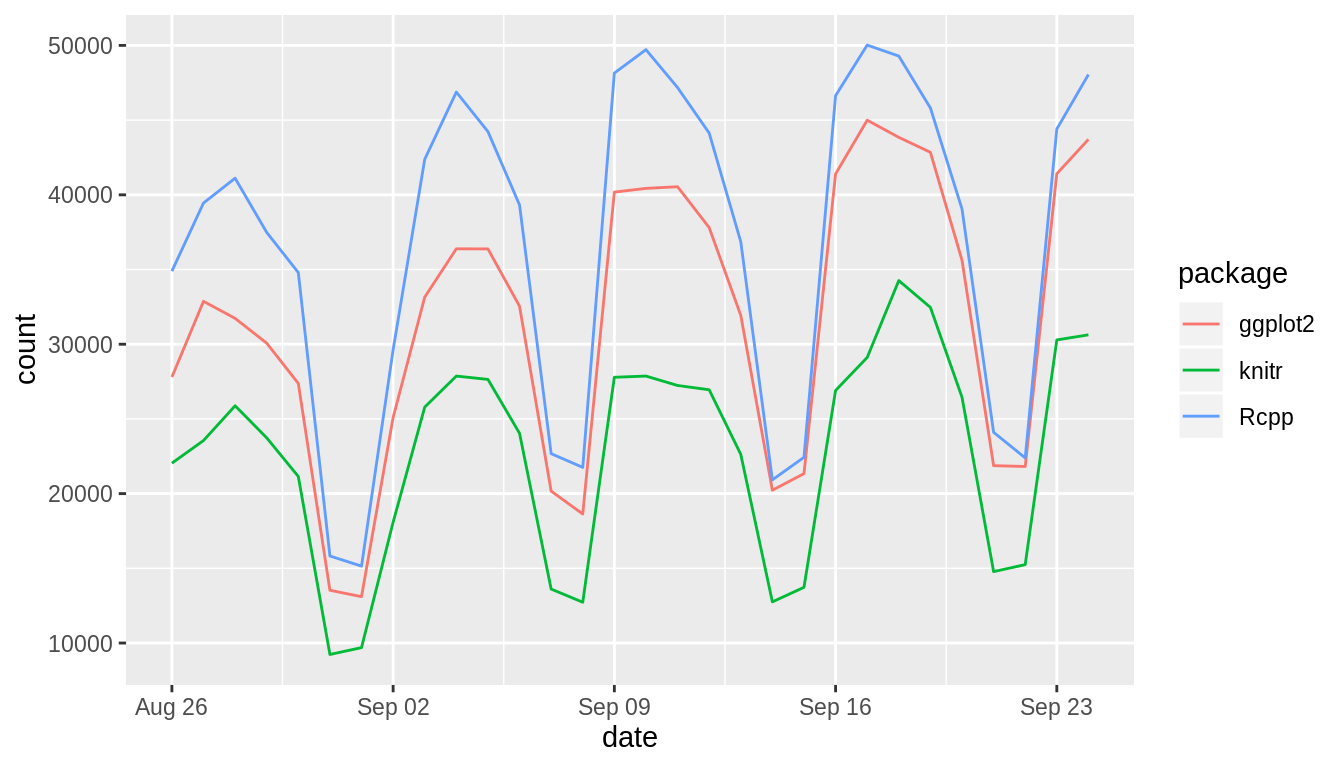 50000
40000
30000
20000
10000
count
Aug 26
Sep 02
Sep 09
Sep 16
Sep 23
date
package
ggplot2
knitr
Rcpp